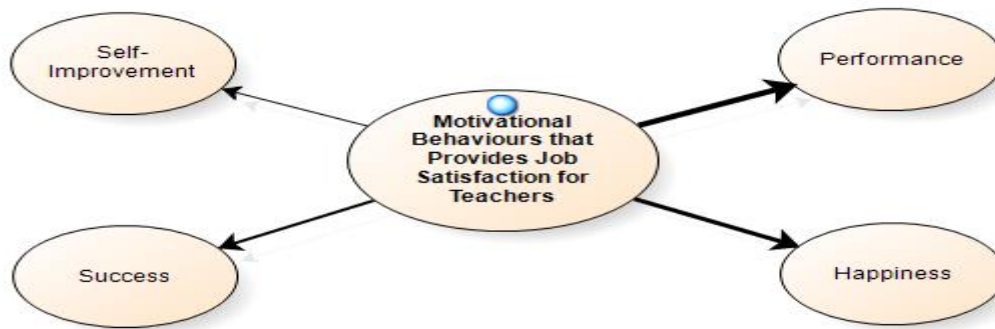 Self-
Improvement
Performance
Motivational
Behaviours that
Provides Job
Satisfaction for
Teachers
Success
Happiness